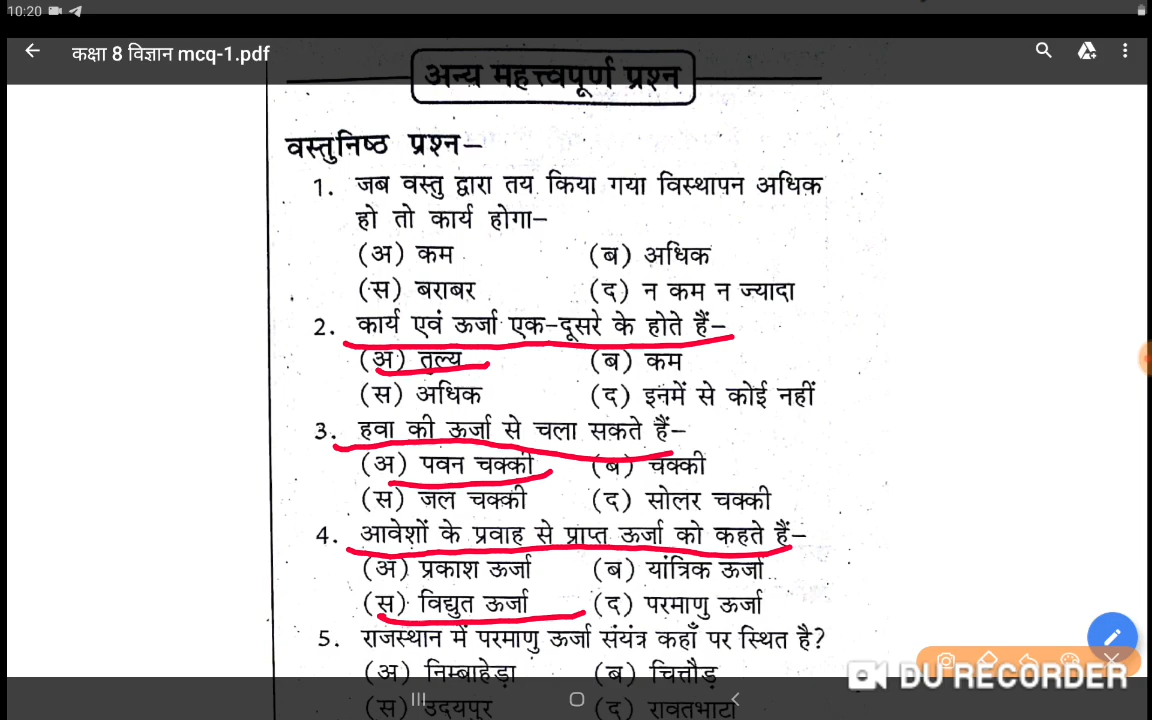 10:20
कक्षा 8 विज्ञान mcq-1.pdf
अन्य महत्त्वपूर्ण प्रश्न
वस्तुनिष्ठ प्रश्न–
1. जब वस्तु द्वारा तय किया गया विस्थापन अधिक
हो तो कार्य होगा–
(अ) कम (ब) अधिक
(स) बराबर (द) न कम न ज्यादा
2. कार्य एवं ऊर्जा एक-दूसरे के होते हैं–
(अ) तुल्य (ब) कम
(स) अधिक (द) इनमें से कोई नहीं
3. हवा की ऊर्जा से चला सकते हैं–
(अ) पवन चक्की (ब) चक्की
(स) जल चक्की (द) सोलर चक्की
4. आवेशों के प्रवाह से प्राप्त ऊर्जा को कहते हैं–
(अ) प्रकाश ऊर्जा (ब) यांत्रिक ऊर्जा
(स) विद्युत ऊर्जा (द) परमाणु ऊर्जा
5. राजस्थान में परमाणु ऊर्जा संयंत्र कहाँ पर स्थित है?
(अ) निम्बाहेड़ा (ब) चित्तौड़
(स) उदयपुर (द) रावतभाटा
DU RECORDER